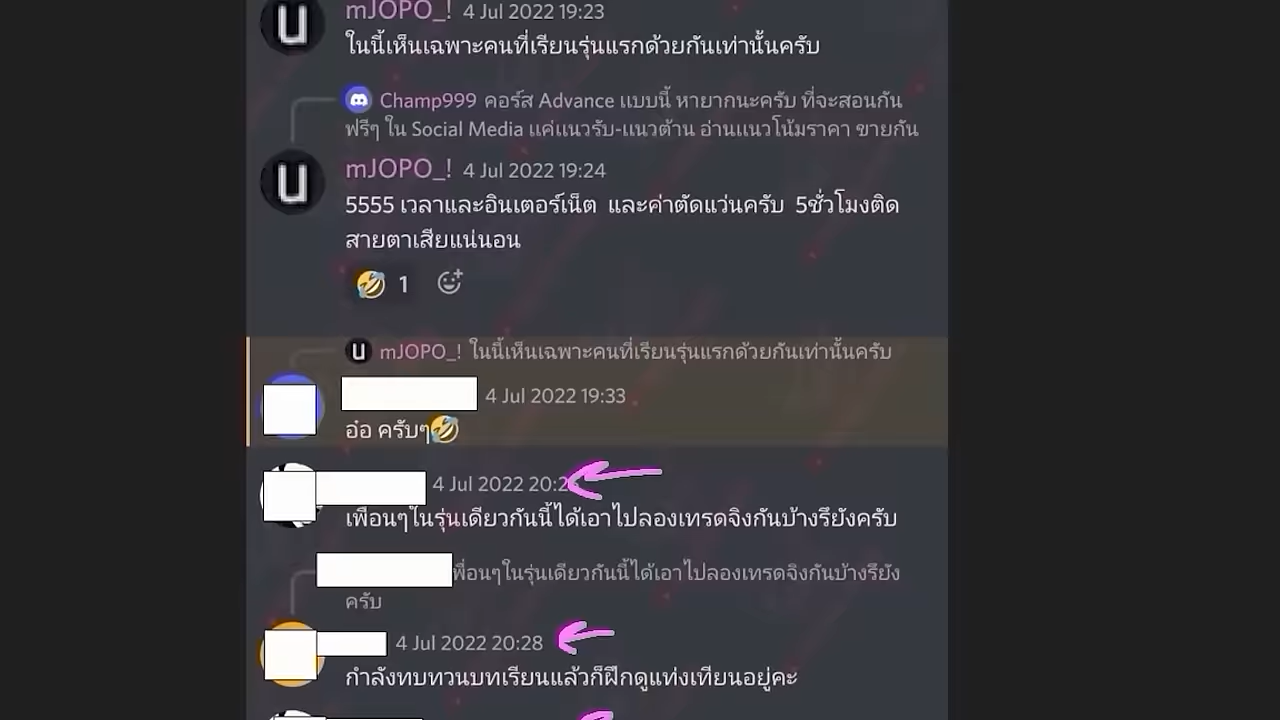 mJOPO_! 4 Jul 2022 19:23
ในนี้เห็นเฉพาะคนที่เรียนรุ่นแรกด้วยกันเท่านั้นครับ
Champ999 คอร์ส Advance แบบนี้ หายากนะครับ ที่จะสอนกัน
ฟรีๆ ใน Social Media แค่แนวรับ-แนวต้าน อ่านแนวโน้มราคา ขายกัน
mJOPO_! 4 Jul 2022 19:24
5555 เวลาและอินเตอร์เน็ต และค่าตัดแว่นครับ 5ชั่วโมงติด
สายตาเสียแน่นอน
1
mJOPO_! ในนี้เห็นเฉพาะคนที่เรียนรุ่นแรกด้วยกันเท่านั้นครับ
4 Jul 2022 19:33
อ๋อ ครับๆ
4 Jul 2022
เพื่อนๆในรุ่นเดียวกันนี้ได้เอาไปลองเทรดจิงกันบ้างรึยังครับ
พื่อนๆในรุ่นเดียวกันนี้ได้เอาไปลองเทรดจิงกันบ้างรึยัง
ครับ
4 Jul 2022 20:28
กำลังทบทวนบทเรียนแล้วก็ฝึกดูแท่งเทียนอยู่คะ